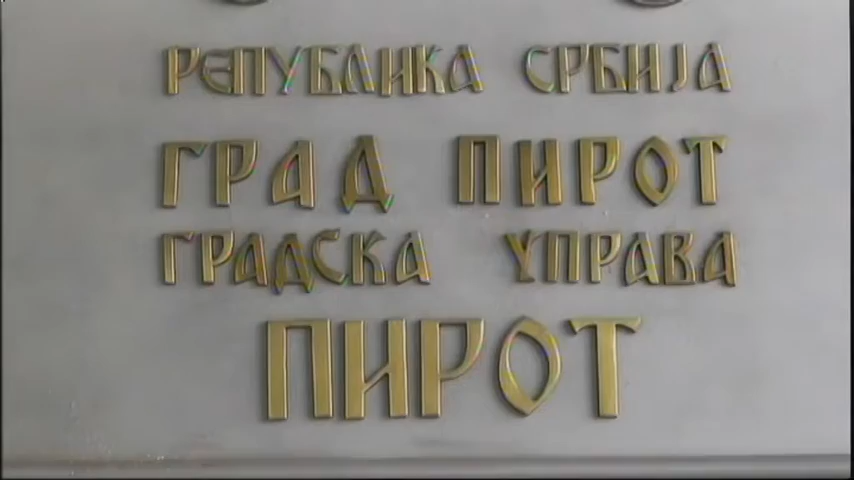 РЕПУБЛИКА СРБИЈА
ГРАД ПИРОТ
ГРАДСКА УПРАВА
ПИРОТ